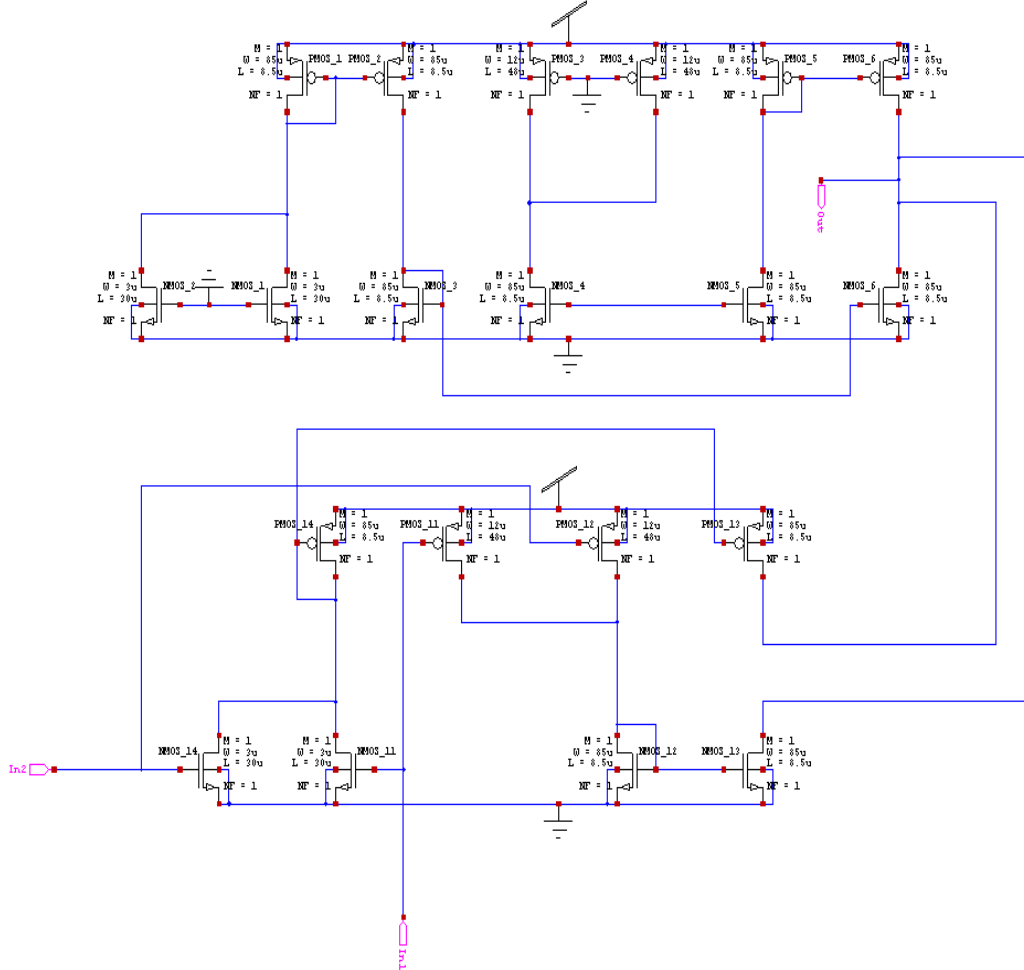 M = 1
W = 85u
L = 8.5u
NF = 1
PMOS_1
PMOS_2
M = 1
W = 85u
L = 8.5u
NF = 1
M = 1
W = 12u
L = 48u
NF = 1
PMOS_3
PMOS_4
M = 1
W = 12u
L = 48u
NF = 1
M = 1
W = 85u
L = 8.5u
NF = 1
PMOS_5
PMOS_6
M = 1
W = 85u
L = 8.5u
NF = 1
Out
M = 1
W = 3u
L = 30u
NF = 1
NMOS_2
NMOS_1
M = 1
W = 3u
L = 30u
NF = 1
M = 1
W = 85u
L = 8.5u
NF = 1
NMOS_3
M = 1
W = 85u
L = 8.5u
NF = 1
NMOS_4
NMOS_5
M = 1
W = 85u
L = 8.5u
NF = 1
NMOS_6
M = 1
W = 85u
L = 8.5u
NF = 1
PMOS_14
M = 1
W = 85u
L = 8.5u
NF = 1
PMOS_11
M = 1
W = 12u
L = 48u
NF = 1
PMOS_12
M = 1
W = 12u
L = 48u
NF = 1
PMOS_13
M = 1
W = 85u
L = 8.5u
NF = 1
In2
NMOS_14
M = 1
W = 3u
L = 30u
NF = 1
M = 1
W = 3u
L = 30u
NF = 1
NMOS_11
M = 1
W = 85u
L = 8.5u
NF = 1
NMOS_12
NMOS_13
M = 1
W = 85u
L = 8.5u
NF = 1
In1